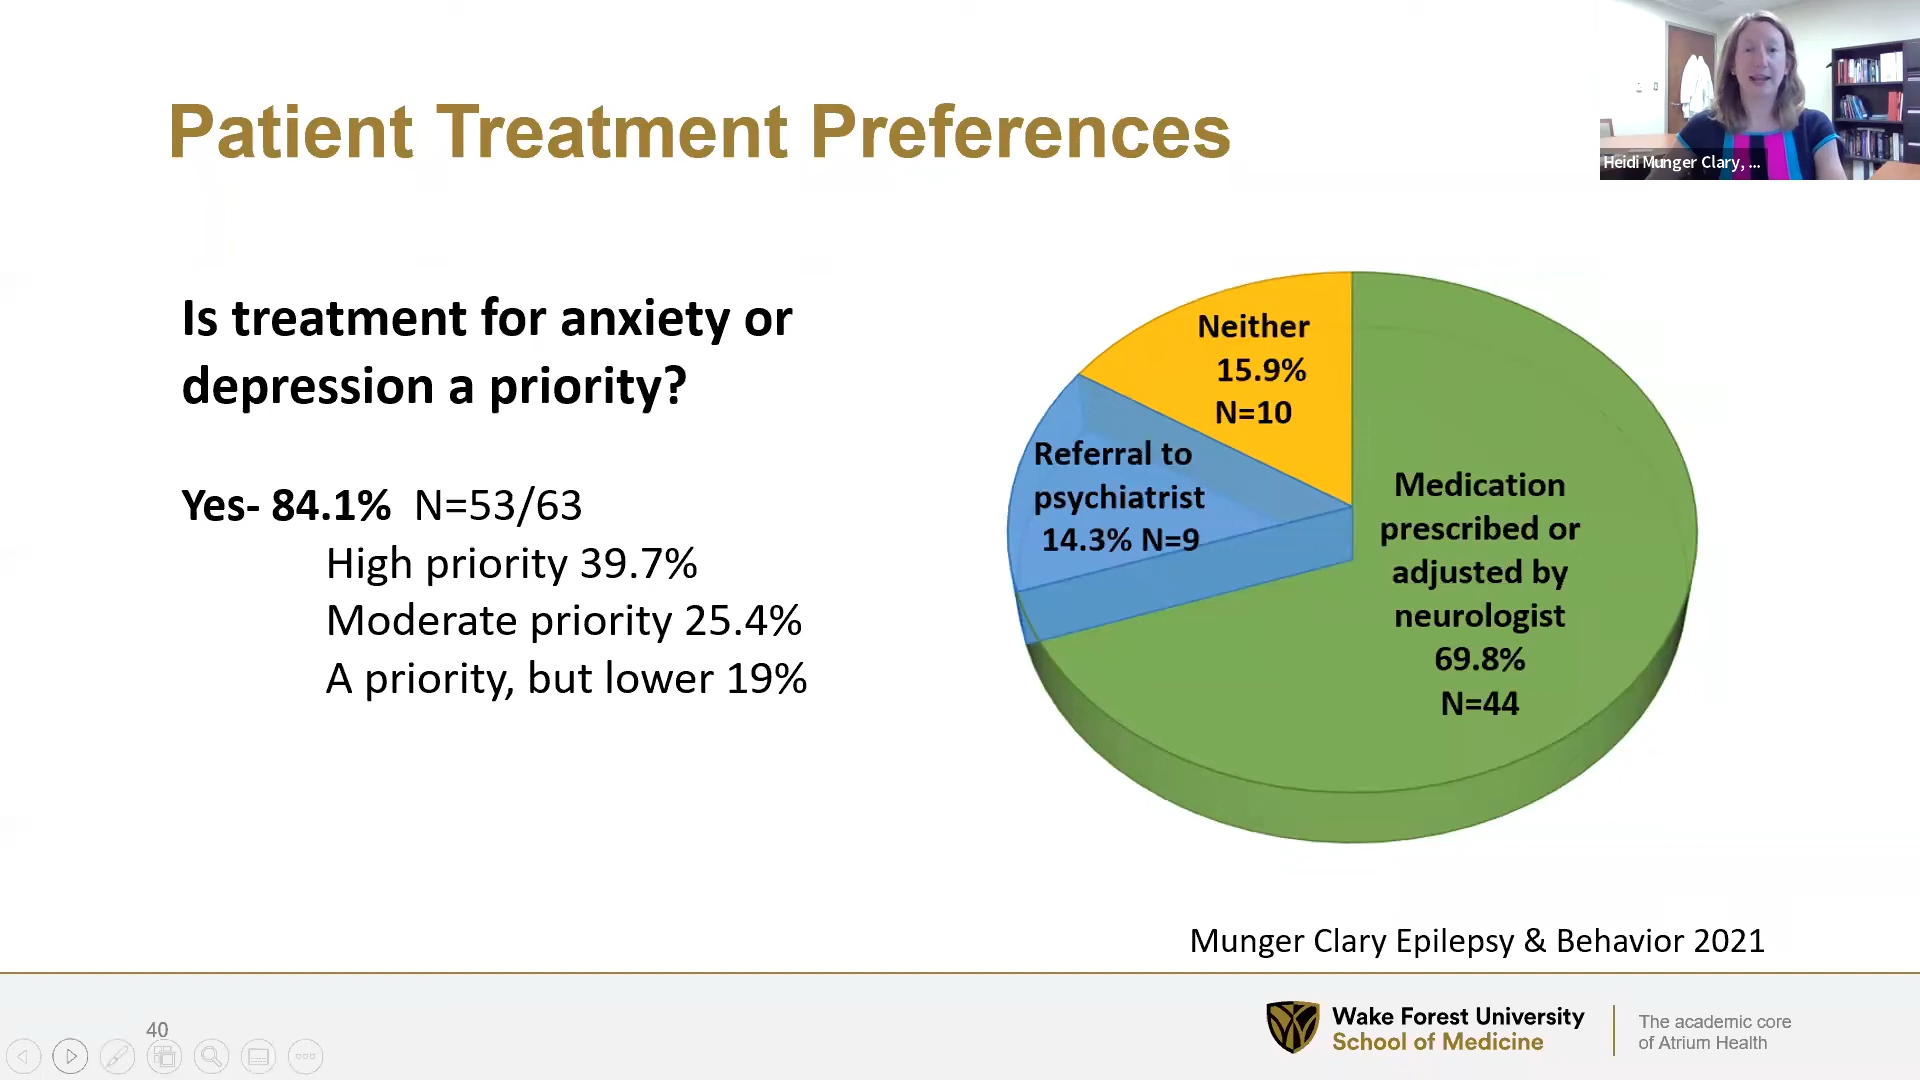 Patient Treatment Preferences
Heidi Munger Clary, ...
Is treatment for anxiety or
depression a priority?
Yes- 84.1% N=53/63
High priority 39.7%
Moderate priority 25.4%
A priority, but lower 19%
Neither
15.9%
N=10
Referral to
psychiatrist
14.3% N=9
Medication
prescribed or
adjusted by
neurologist
69.8%
N=44
Munger Clary Epilepsy & Behavior 2021
40
Wake Forest University
School of Medicine
The academic core
of Atrium Health